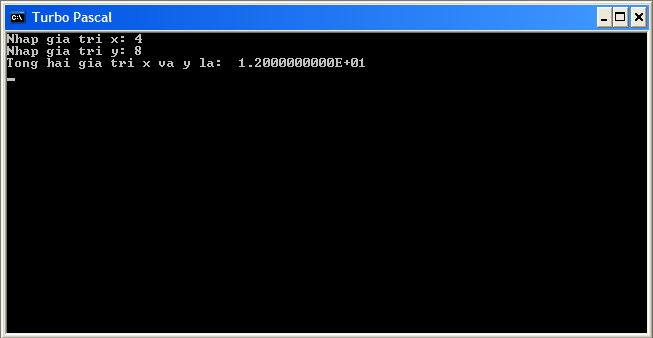 Turbo Pascal
Nhap gia tri x: 4
Nhap gia tri y: 8
Tong hai gia tri x va y la:  1.2000000000E+01